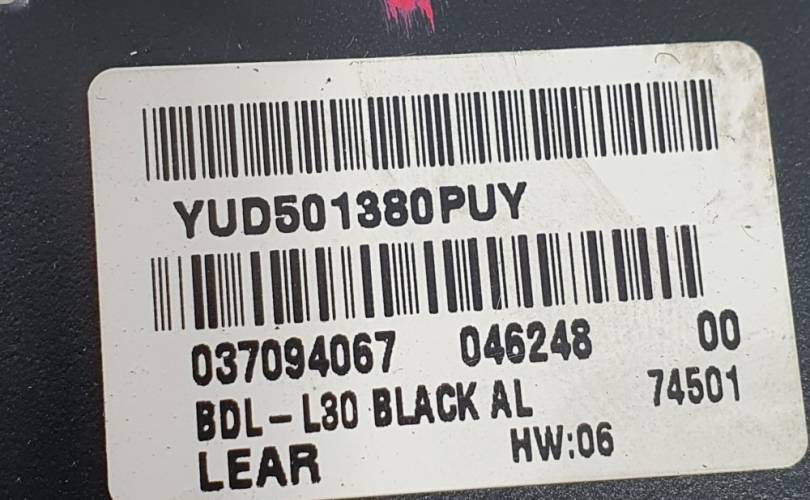 YUD501380PUY
037094067 046248 00
BDL-L30 BLACK AL 74501
LEAR HW:06